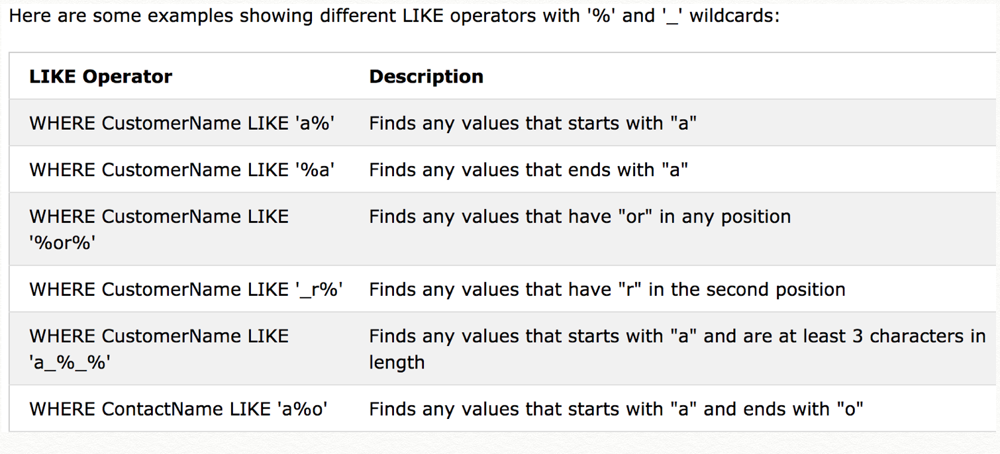 Here are some examples showing different LIKE operators with '%' and '_' wildcards:
LIKE Operator Description
WHERE CustomerName LIKE 'a%' Finds any values that starts with "a"
WHERE CustomerName LIKE '%a' Finds any values that ends with "a"
WHERE CustomerName LIKE Finds any values that have "or" in any position
'%or%'
WHERE CustomerName LIKE '_r%' Finds any values that have "r" in the second position
WHERE CustomerName LIKE Finds any values that starts with "a" and are at least 3 characters in
'a_%_%' length
WHERE ContactName LIKE 'a%o' Finds any values that starts with "a" and ends with "o"